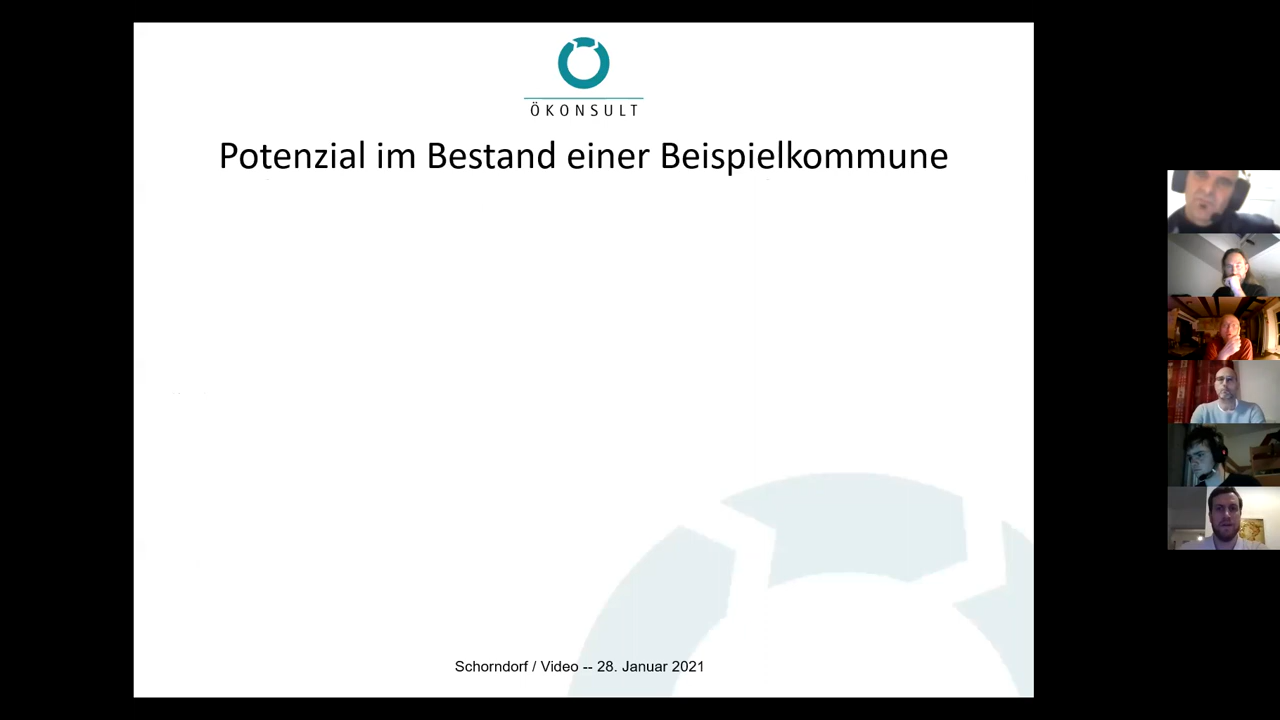 ÖKONSULT
Potenzial im Bestand einer Beispielkommune
Schorndorf / Video -- 28. Januar 2021